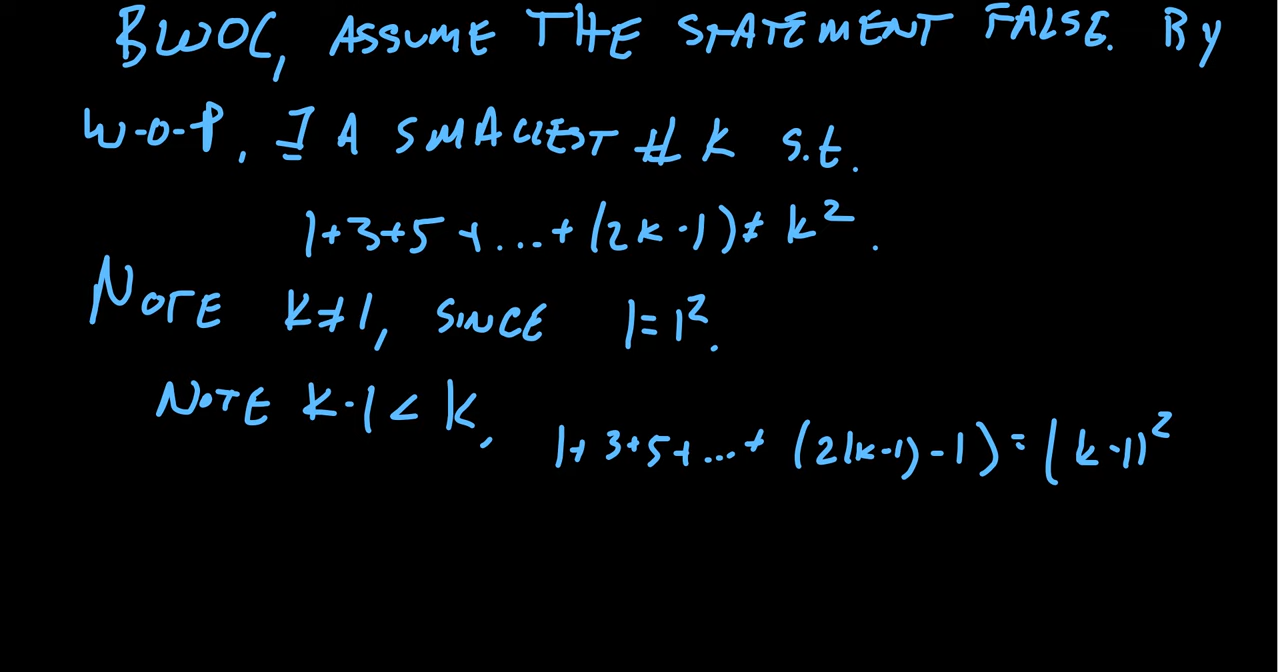 BWOC, ASSUME THE STATEMENT FALSE. By
W-O-P, ∃ A SMALLEST # K s.t.
1+3+5+...+(2k-1)≠k².
NOTE K≠1, SINCE 1=1².
NOTE K-1<K, 1+3+5+...+(2(k-1)-1)=(k-1)²